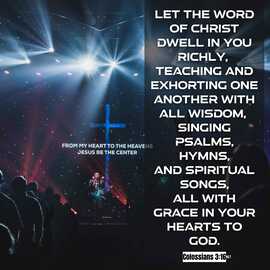 FROM MY HEART TO THE HEAVENS
JESUS BE THE CENTER
LET THE WORD
OF CHRIST
DWELL IN YOU
RICHLY,
TEACHING AND
EXHORTING ONE
ANOTHER WITH
ALL WISDOM,
SINGING
PSALMS,
HYMNS,
AND SPIRITUAL
SONGS,
ALL WITH
GRACE IN YOUR
HEARTS TO
GOD.
Colossians 3:16